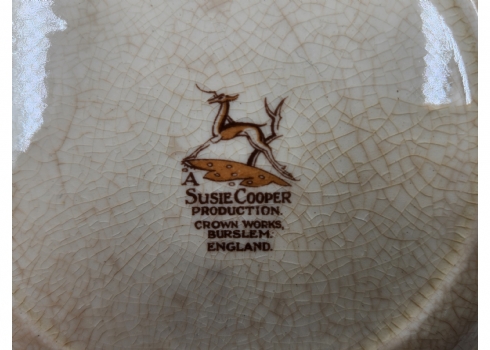 A
SUSIE COOPER
PRODUCTION.
CROWN WORKS,
BURSLEM.
ENGLAND.